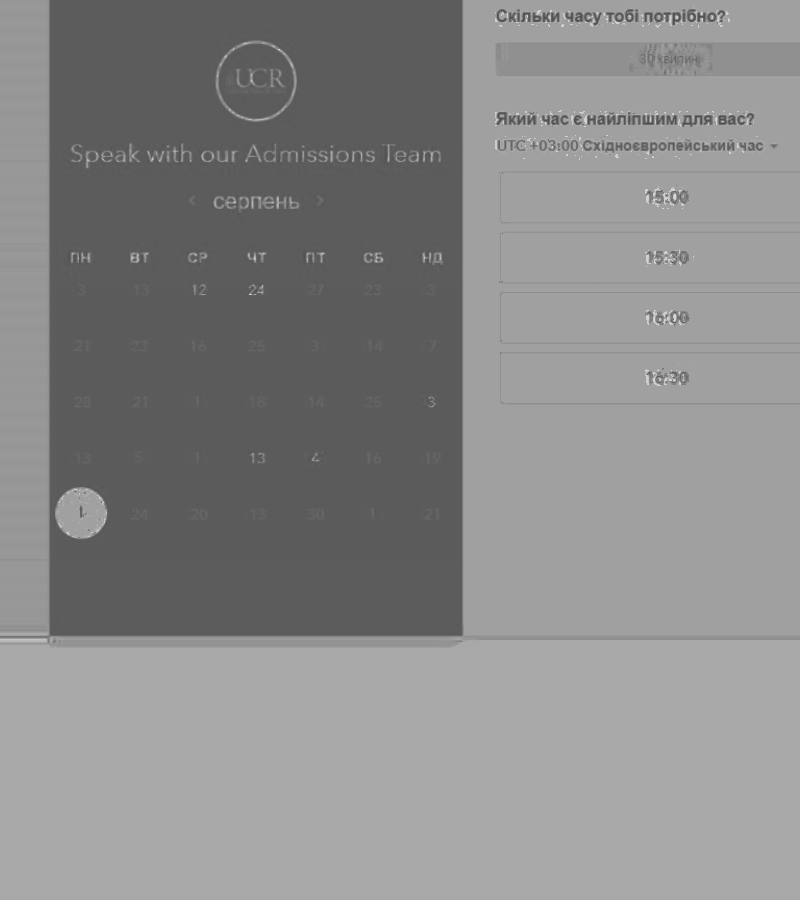 UCR
Speak with our Admissions Team
серпень
ПН ВТ СР ЧТ ПТ СБ НД
3 13 12 24 27 23 3
21 23 16 25 3 14 7
20 21 1 18 14 25 3
13 5 1 13 4 16 19
24 20 13 30 1 21
Скільки часу тобі потрібно?
30 хвилин
Який час є найліпшим для вас?
UTC +03:00 Східноєвропейський час
15:00
15:30
16:00
16:30